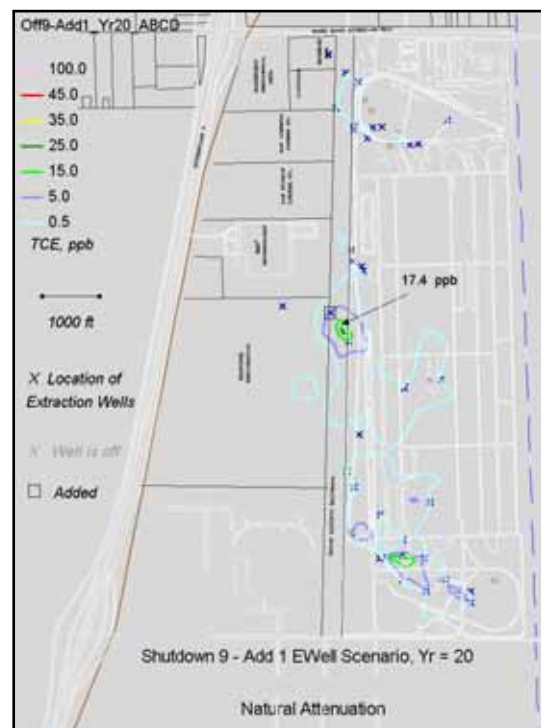 Off9-Add1_Yr20_ABCD
100.0
45.0
35.0
25.0
15.0
5.0
0.5
TCE, ppb
1000 ft
17.4 ppb
X Location of
Extraction Wells
X Well is off
Added
Shutdown 9 - Add 1 EWell Scenario, Yr = 20
Natural Attenuation